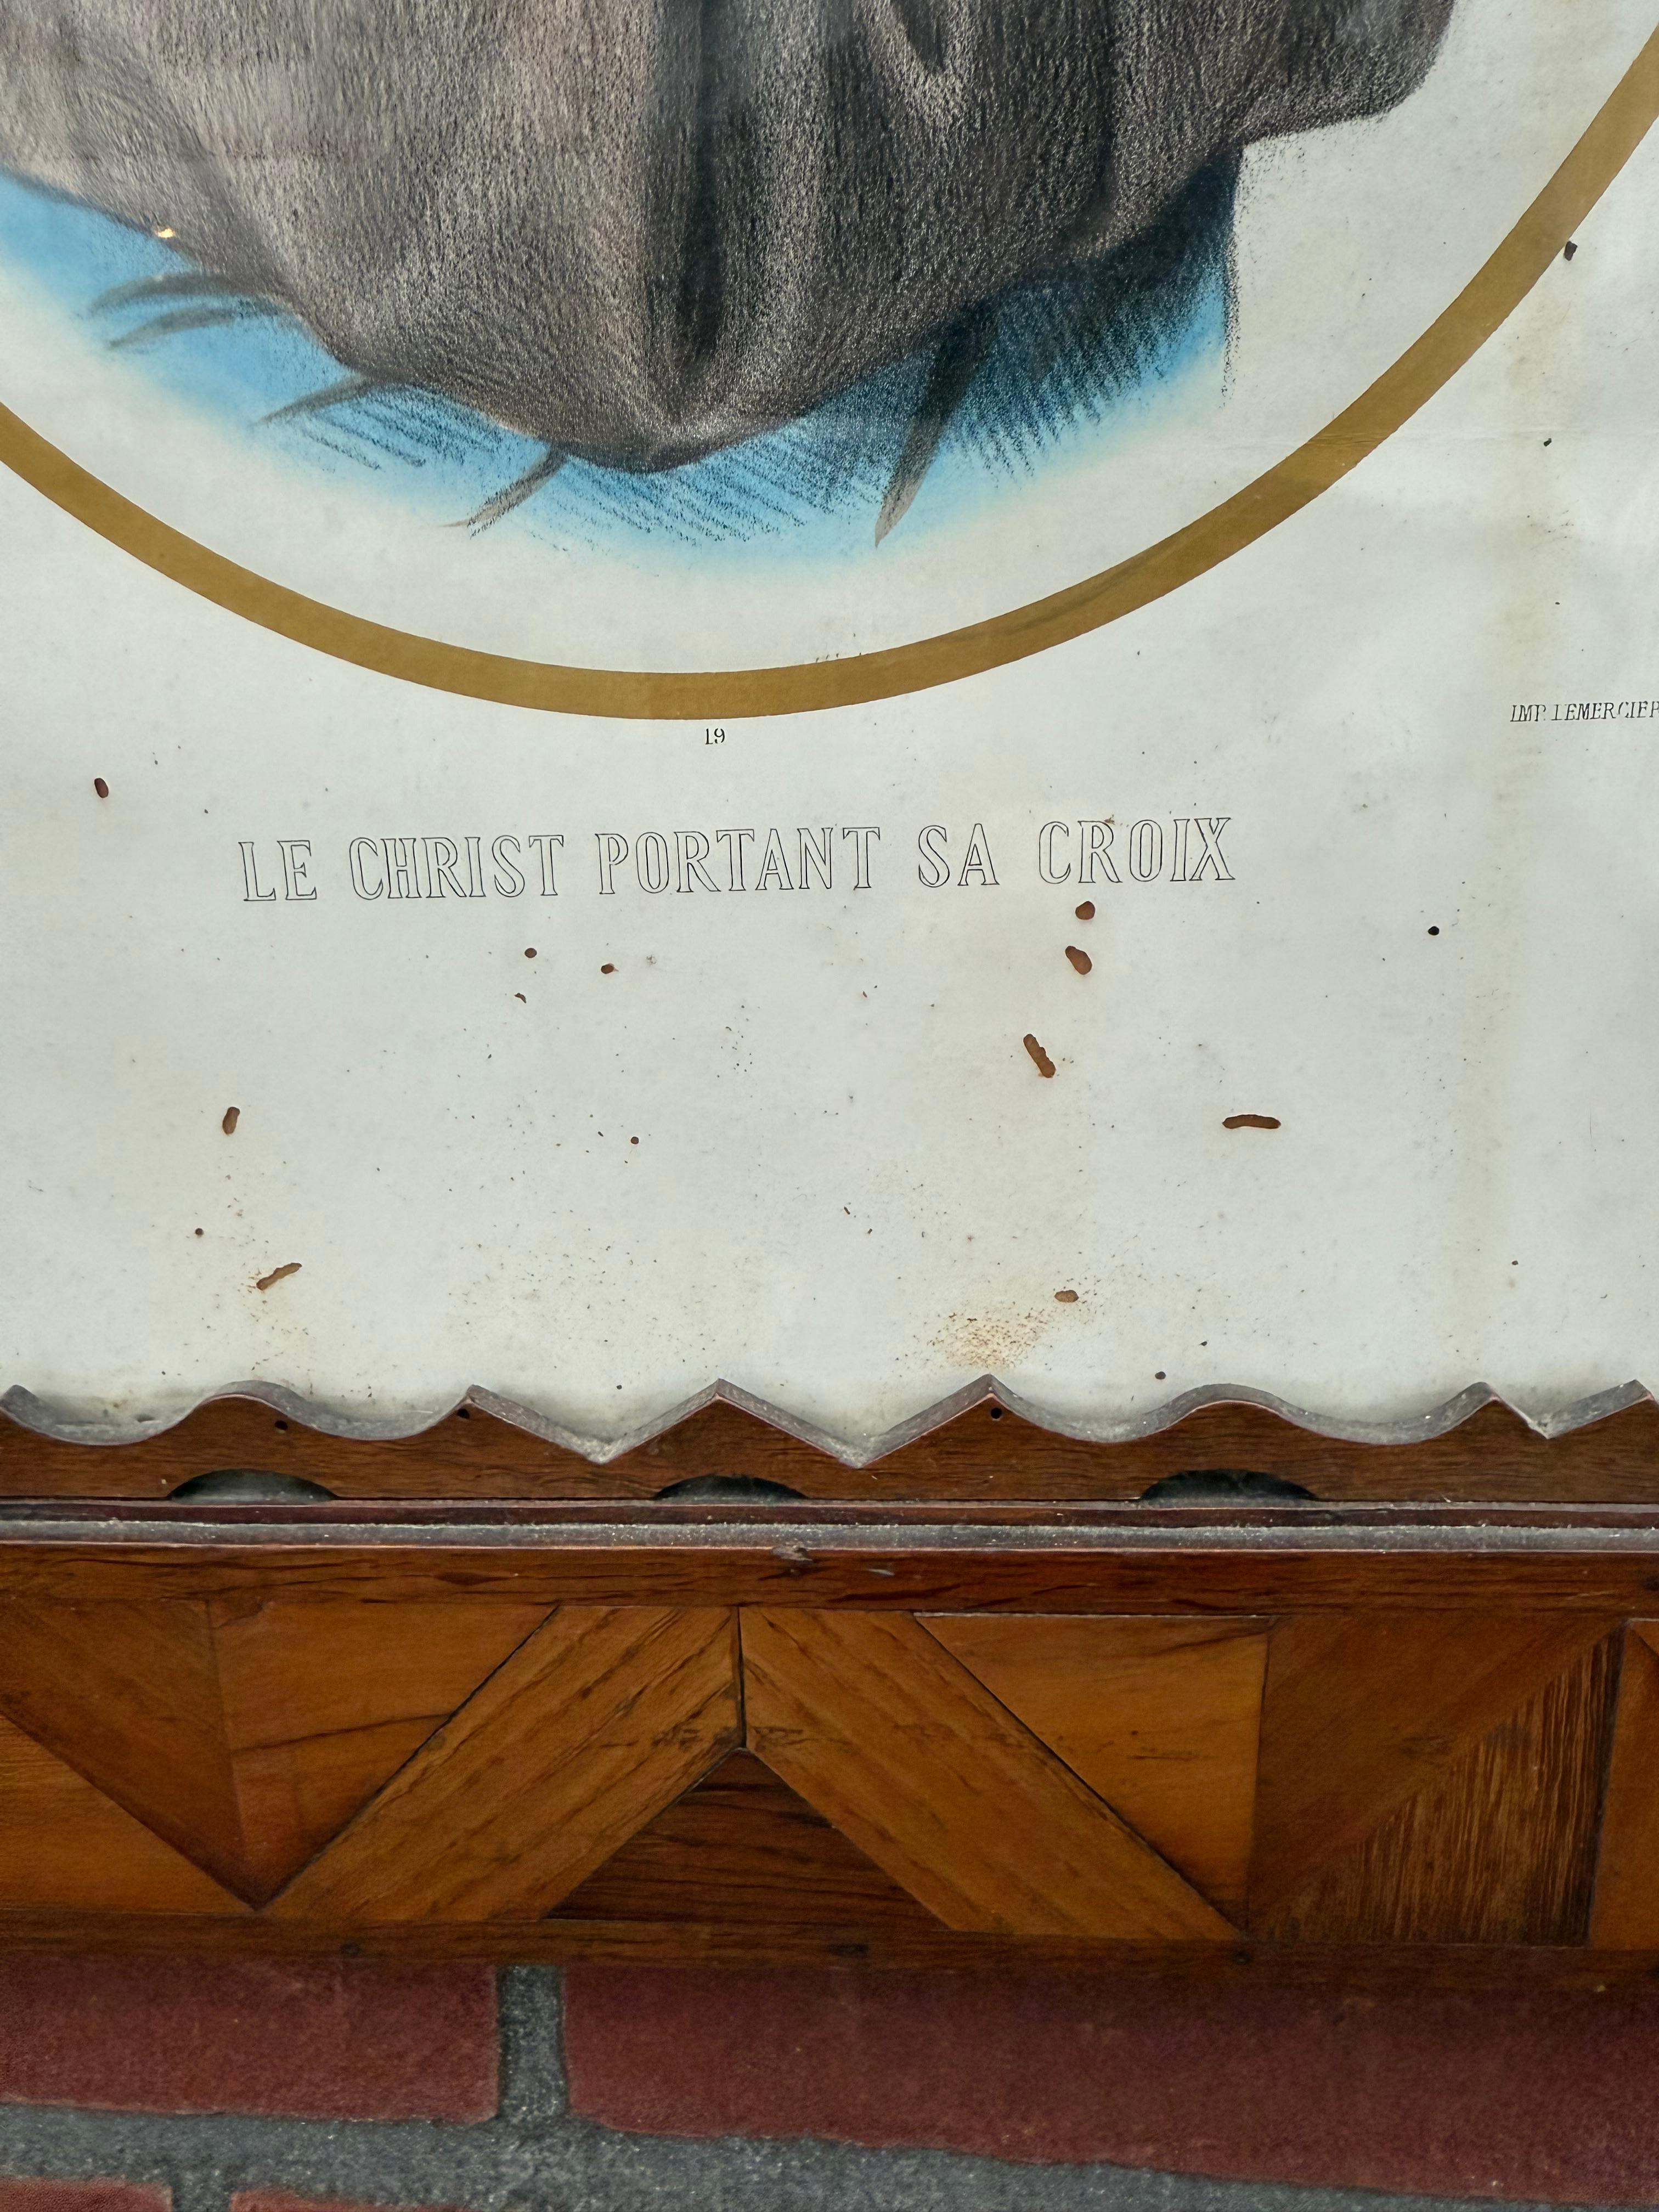 19
IMP. LEMERCIER
LE CHRIST PORTANT SA CROIX